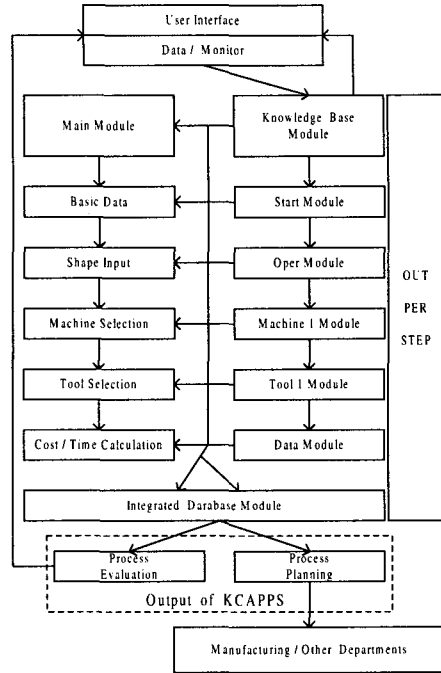 User Interface
Data / Monitor
Main Module
Knowledge Base
Module
Basic Data
Start Module
Shape Input
Oper Module
Machine Selection
Machine 1 Module
Tool Selection
Tool 1 Module
Cost / Time Calculation
Data Module
OUT
PER
STEP
Integrated Darabase Module
Process
Evaluation
Process
Planning
Output of KCAPPS
Manufacturing / Other Departments